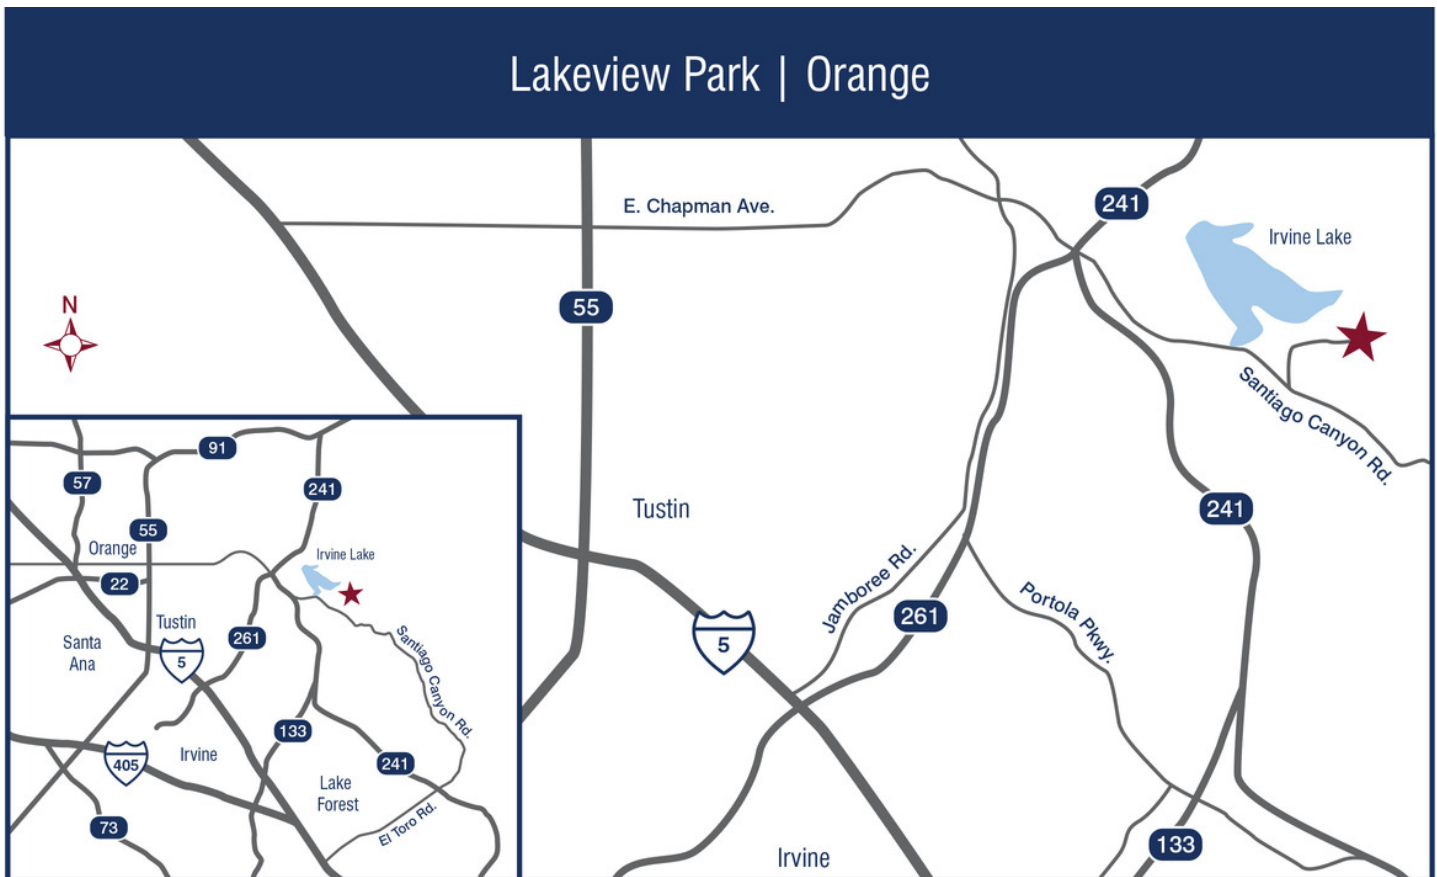 Lakeview Park | Orange
E. Chapman Ave.
241
Irvine Lake
N
55
Santiago Canyon Rd.
241
Tustin
Jamboree Rd.
261
Portola Pkwy.
5
133
Irvine
91
57
241
55
Orange
Irvine Lake
22
Tustin
261
Santa
Ana
5
Santiago Canyon Rd.
133
405
Irvine
241
Lake
Forest
El Toro Rd.
73